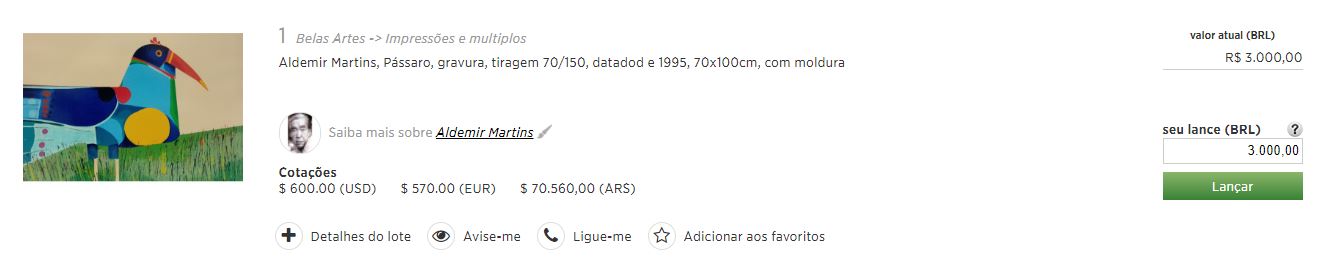 1 Belas Artes -> Impressões e multiplos
Aldemir Martins, Pássaro, gravura, tiragem 70/150, datadod e 1995, 70x100cm, com moldura
valor atual (BRL)
R$ 3.000,00
Saiba mais sobre Aldemir Martins
seu lance (BRL) ?
3.000,00
Lançar
Cotações
$ 600.00 (USD) $ 570.00 (EUR) $ 70.560,00 (ARS)
Detalhes do lote Avise-me Ligue-me Adicionar aos favoritos